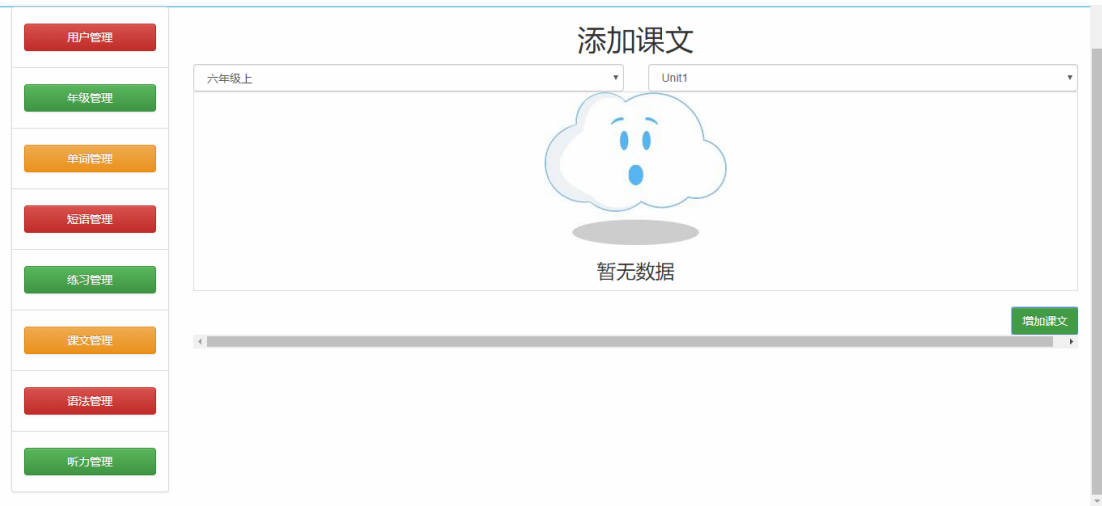 用户管理
年级管理
单词管理
短语管理
练习管理
课文管理
语法管理
听力管理
添加课文
六年级上
Unit1
暂无数据
增加课文